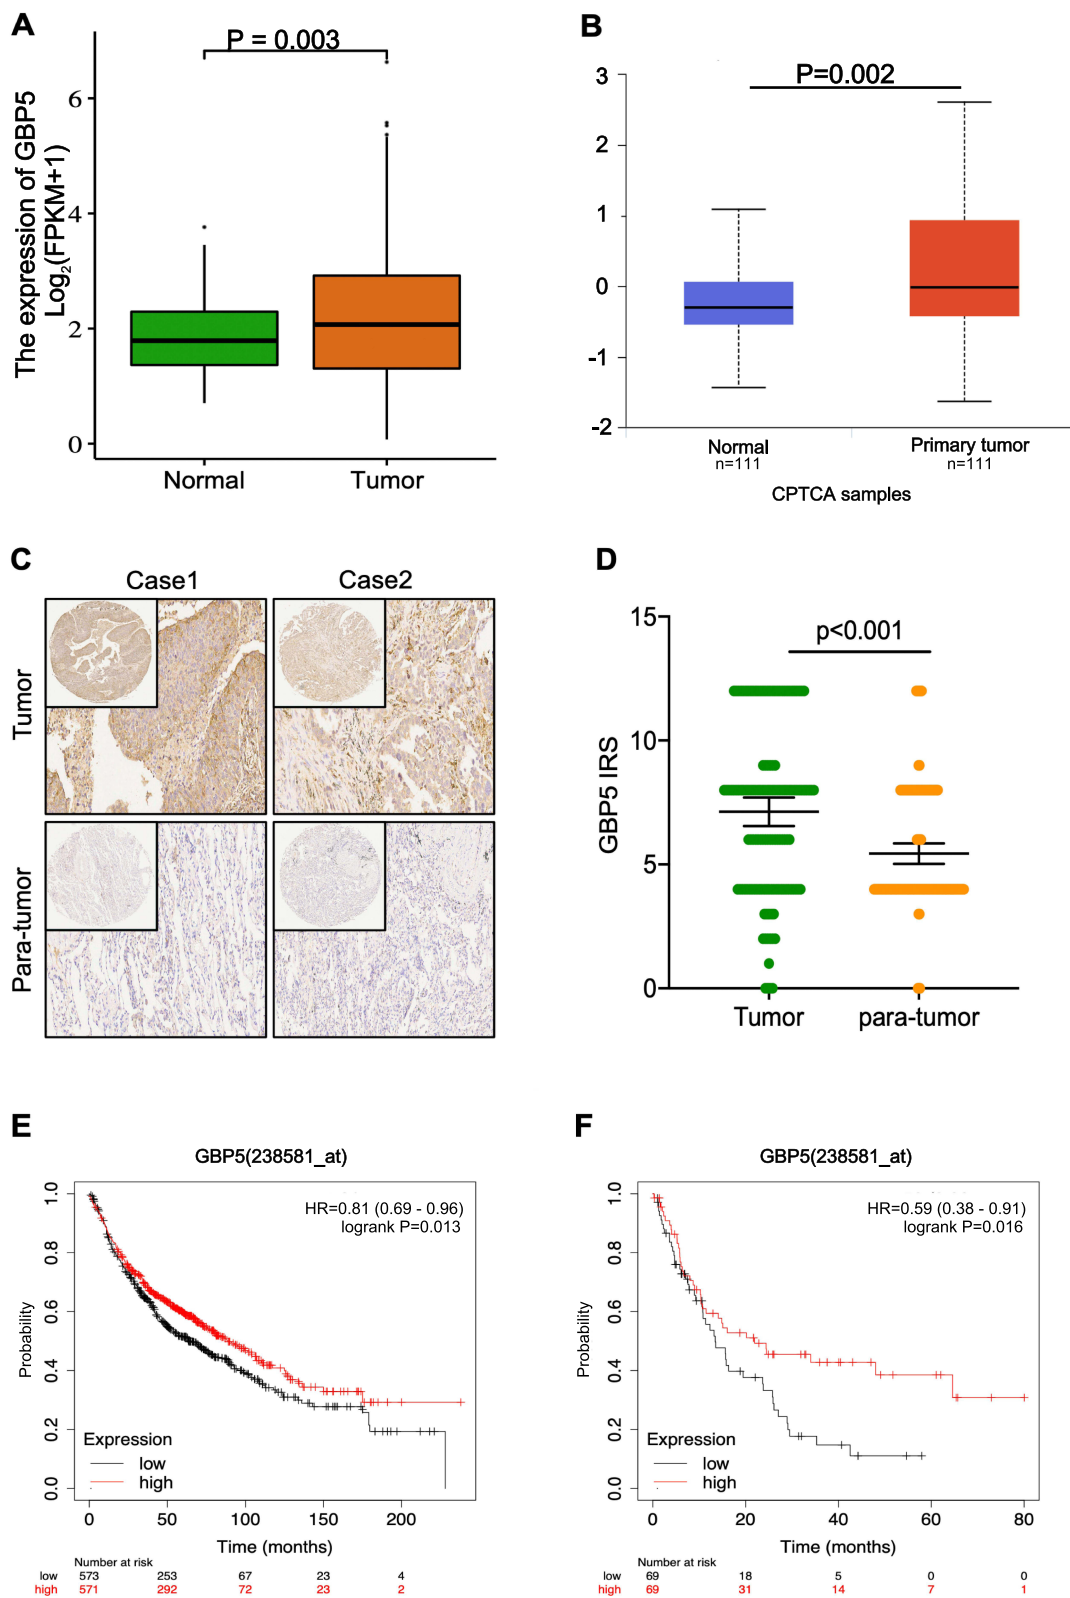 A
P = 0.003
The expression of GBP5
Log₂(FPKM+1)
6
4
2
0
Normal
Tumor
B
P=0.002
3
2
1
0
-1
-2
Normal
n=111
Primary tumor
n=111
CPTCA samples
C
Case1
Case2
Tumor
Para-tumor
D
p<0.001
GBP5 IRS
15
10
5
0
Tumor
para-tumor
E
GBP5(238581_at)
HR=0.81 (0.69 - 0.96)
logrank P=0.013
Probability
1.0
0.8
0.6
0.4
0.2
0.0
Expression
low
high
0 50 100 150 200
Time (months)
Number at risk
low 573 253 67 23 4
high 571 292 72 23 2
F
GBP5(238581_at)
HR=0.59 (0.38 - 0.91)
logrank P=0.016
Probability
1.0
0.8
0.6
0.4
0.2
0.0
Expression
low
high
0 20 40 60 80
Time (months)
Number at risk
low 69 18 5 0 0
high 69 31 14 7 1